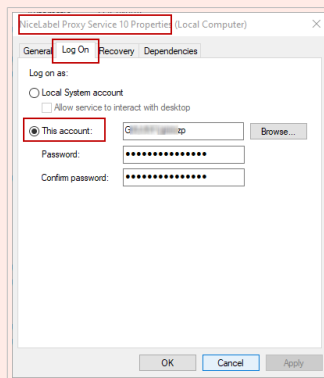 NiceLabel Proxy Service 10 Properties (Local Computer)
General Log On Recovery Dependencies
Log on as:
Local System account
Allow service to interact with desktop
This account: Browse...
Password: •••••••••••••••
Confirm password: •••••••••••••••
OK Cancel Apply